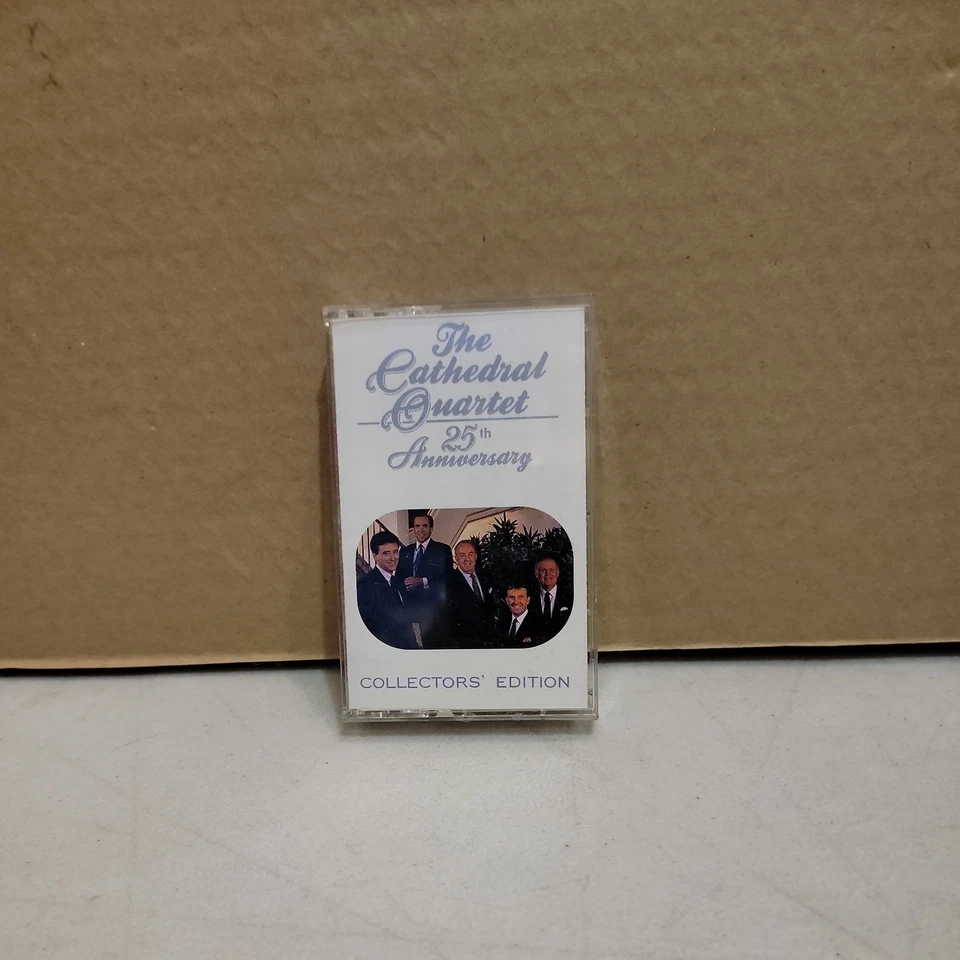 The
Cathedral
Quartet
25th
Anniversary
COLLECTORS' EDITION